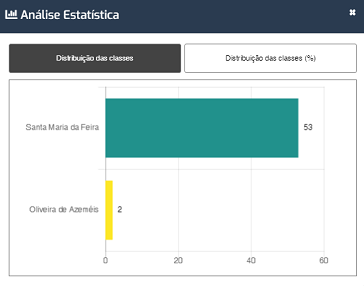 Análise Estatística
Distribuição das classes
Distribuição das classes (%)
Santa Maria da Feira
53
Oliveira de Azeméis
2
0 20 40 60